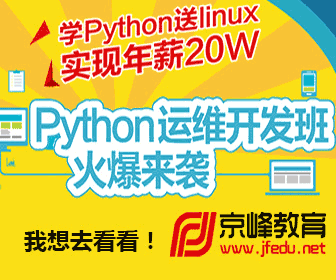 学Python送linux
实现年薪20W
Python运维开发班
火爆来袭
我想去看看！
京峰教育
www.jfedu.net